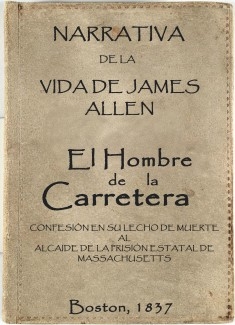 NARRATIVA
DE LA
VIDA DE JAMES
ALLEN
El Hombre
de la
Carretera
CONFESIÓN EN SU LECHO DE MUERTE
AL
ALCAIDE DE LA PRISIÓN ESTATAL DE
MASSACHUSETTS
Boston, 1837